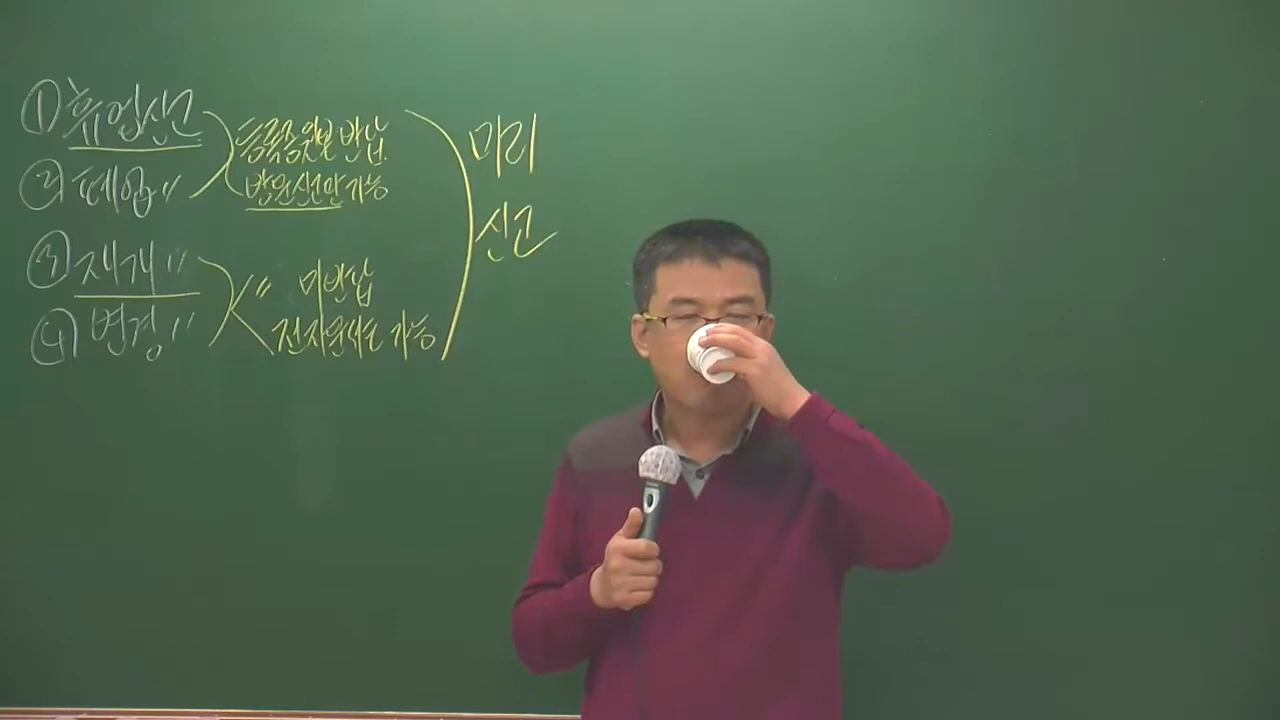 ① 휴업신고
② 폐업 〃
③ 재개 〃
④ 변경 〃
등록증 원본 반납
방문신고만 가능
〃 미반납
전자문서도 가능
미리
신고